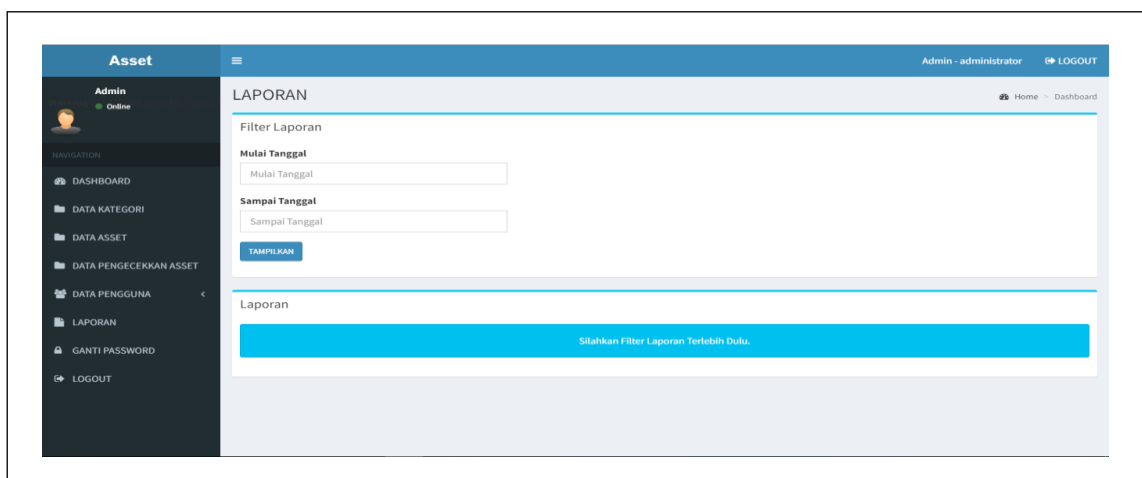 Asset
Admin - administrator LOGOUT
Admin
Online
NAVIGATION
DASHBOARD
DATA KATEGORI
DATA ASSET
DATA PENGECEKKAN ASSET
DATA PENGGUNA <
LAPORAN
GANTI PASSWORD
LOGOUT
LAPORAN
Home > Dashboard
Filter Laporan
Mulai Tanggal
Mulai Tanggal
Sampai Tanggal
Sampai Tanggal
TAMPILKAN
Laporan
Silahkan Filter Laporan Terlebih Dulu.